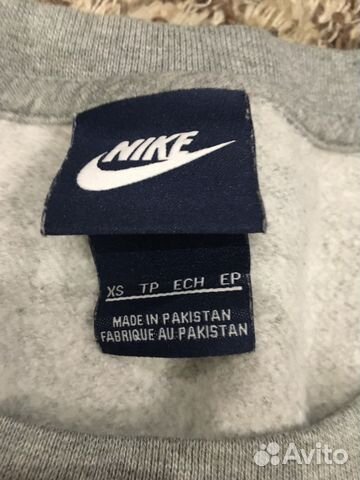 NIKE
XS TP ECH EP
MADE IN PAKISTAN
FABRIQUE AU PAKISTAN
Avito